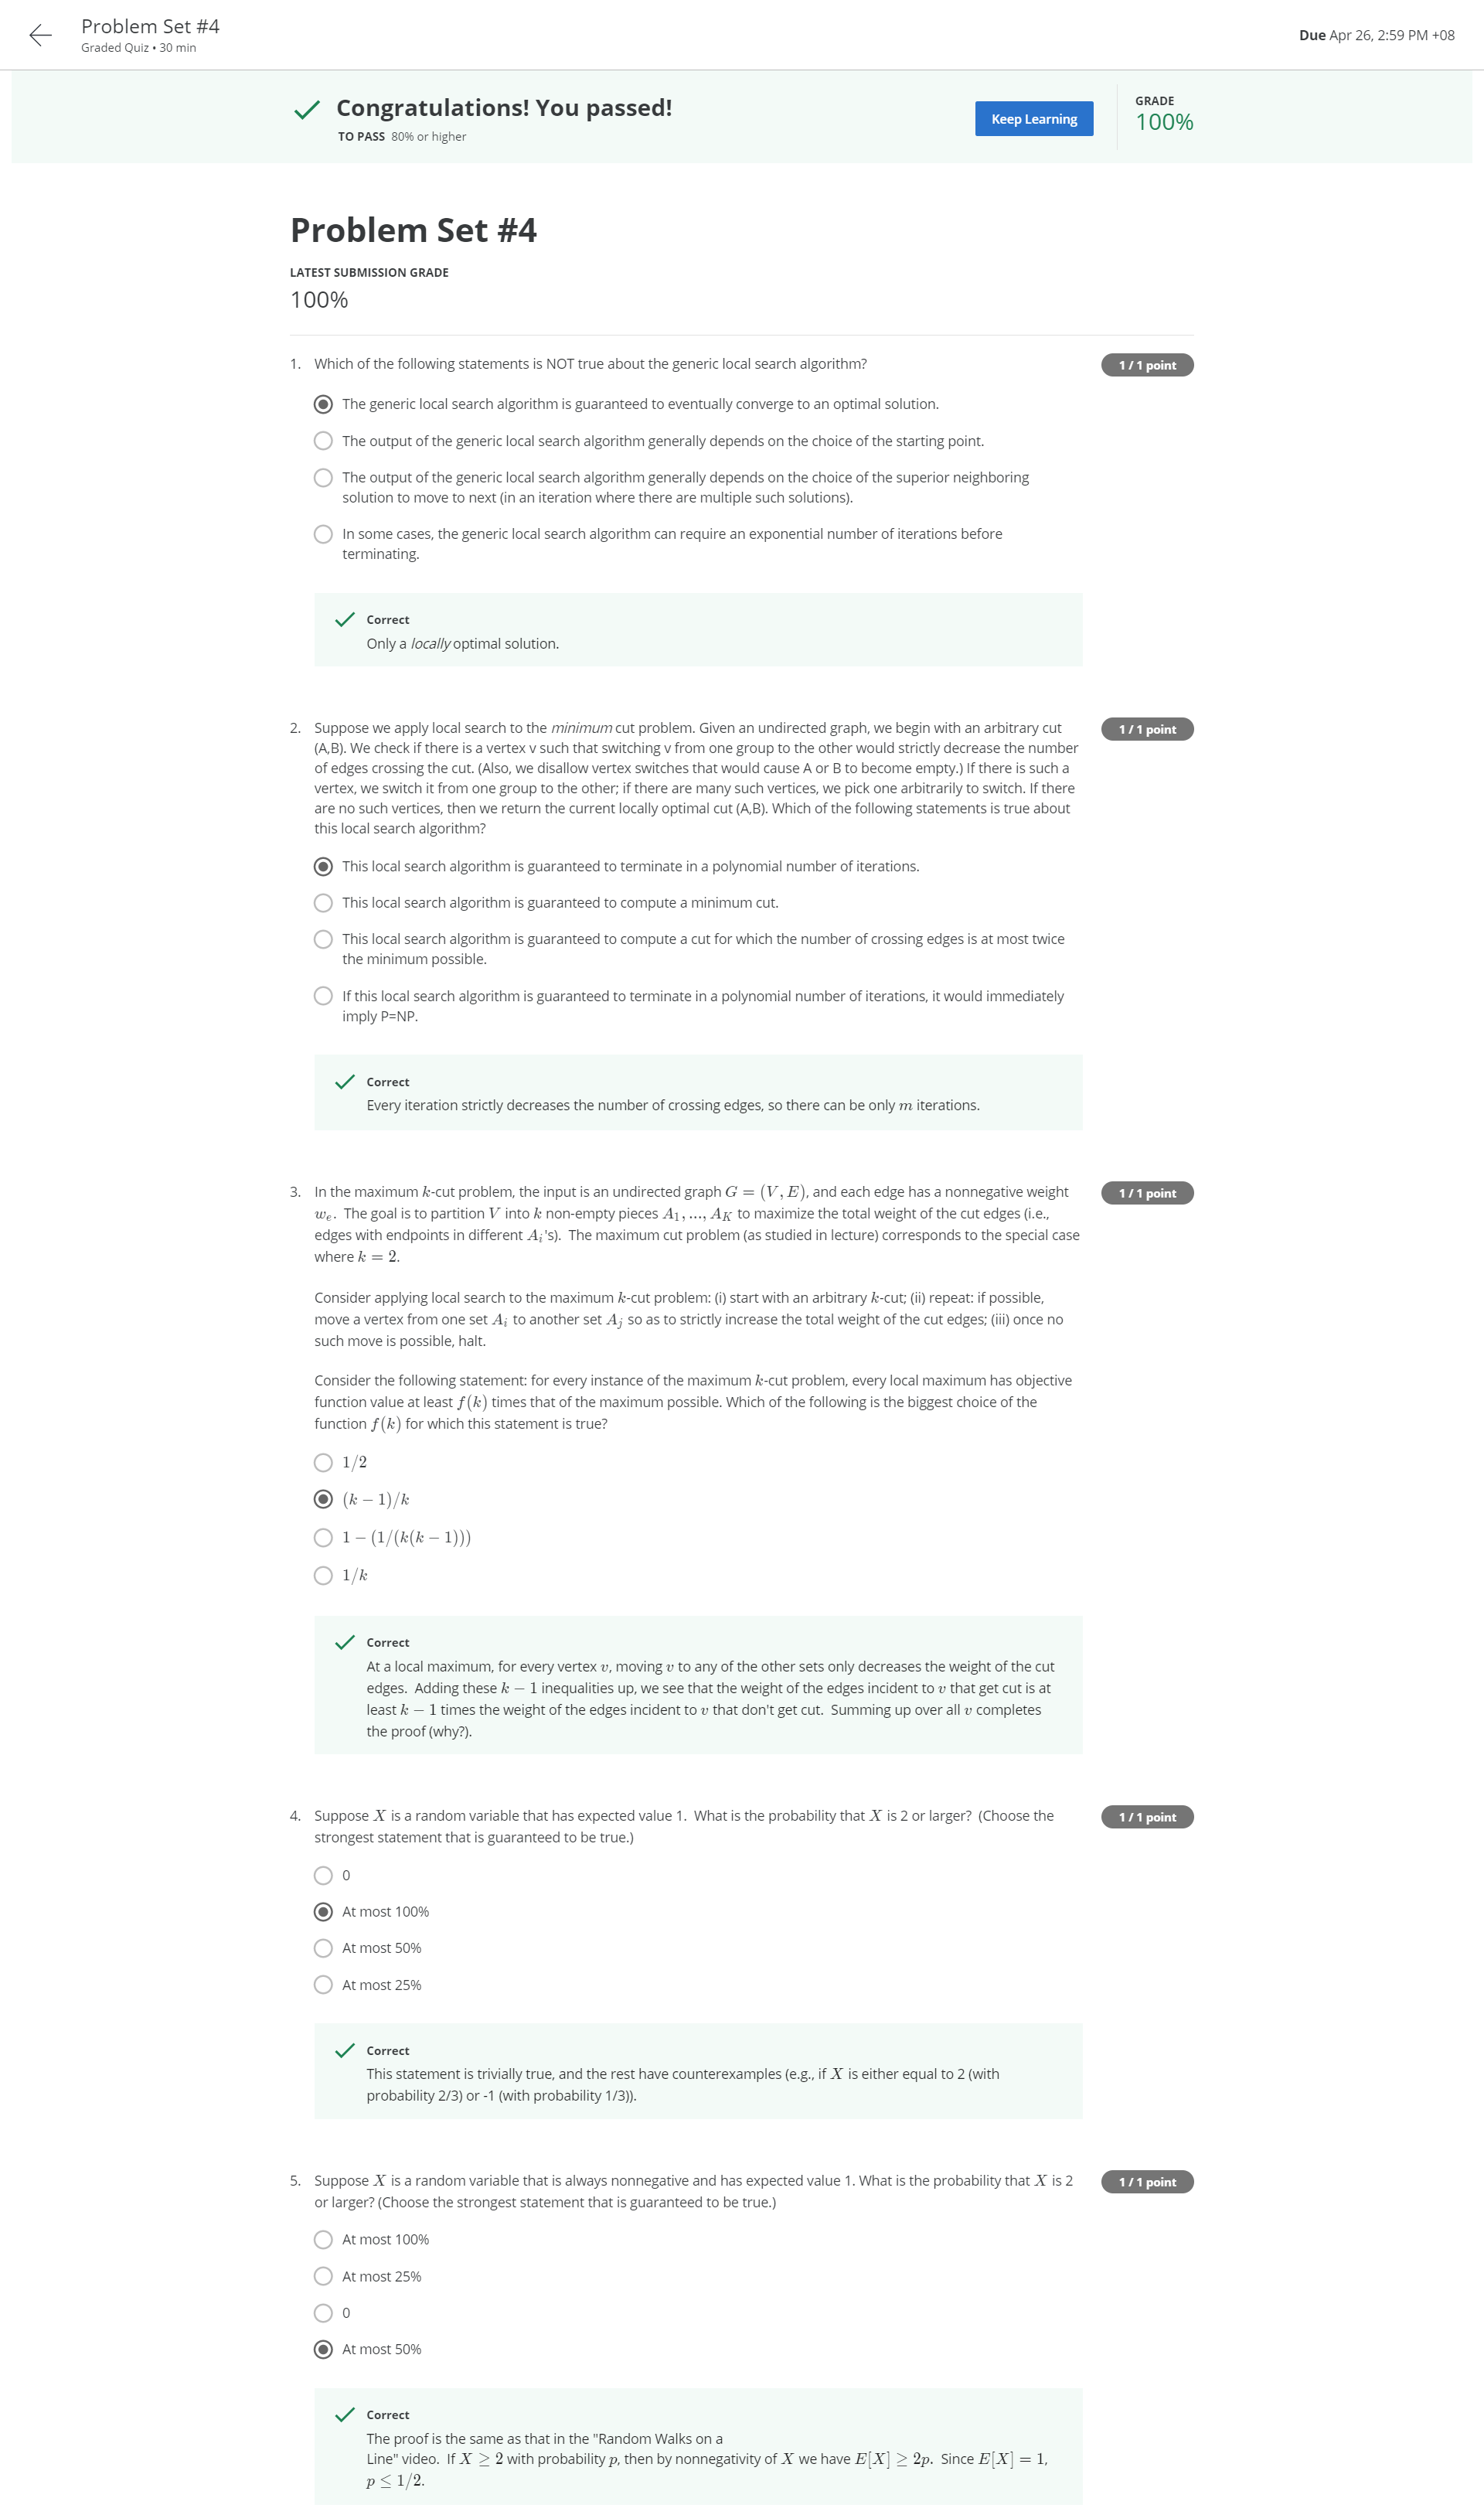 Problem Set #4
Graded Quiz • 30 min
Due Apr 26, 2:59 PM +08
Congratulations! You passed!
TO PASS 80% or higher
Keep Learning
GRADE
100%
Problem Set #4
LATEST SUBMISSION GRADE
100%
1. Which of the following statements is NOT true about the generic local search algorithm?
1 / 1 point
The generic local search algorithm is guaranteed to eventually converge to an optimal solution.
The output of the generic local search algorithm generally depends on the choice of the starting point.
The output of the generic local search algorithm generally depends on the choice of the superior neighboring
solution to move to next (in an iteration where there are multiple such solutions).
In some cases, the generic local search algorithm can require an exponential number of iterations before
terminating.
Correct
Only a locally optimal solution.
2. Suppose we apply local search to the minimum cut problem. Given an undirected graph, we begin with an arbitrary cut
1 / 1 point
(A,B). We check if there is a vertex v such that switching v from one group to the other would strictly decrease the number
of edges crossing the cut. (Also, we disallow vertex switches that would cause A or B to become empty.) If there is such a
vertex, we switch it from one group to the other; if there are many such vertices, we pick one arbitrarily to switch. If there
are no such vertices, then we return the current locally optimal cut (A,B). Which of the following statements is true about
this local search algorithm?
This local search algorithm is guaranteed to terminate in a polynomial number of iterations.
This local search algorithm is guaranteed to compute a minimum cut.
This local search algorithm is guaranteed to compute a cut for which the number of crossing edges is at most twice
the minimum possible.
If this local search algorithm is guaranteed to terminate in a polynomial number of iterations, it would immediately
imply P=NP.
Correct
Every iteration strictly decreases the number of crossing edges, so there can be only m iterations.
3. In the maximum k-cut problem, the input is an undirected graph G = (V, E), and each edge has a nonnegative weight
1 / 1 point
wₑ. The goal is to partition V into k non-empty pieces A₁, ..., A_K to maximize the total weight of the cut edges (i.e.,
edges with endpoints in different Aᵢ's). The maximum cut problem (as studied in lecture) corresponds to the special case
where k = 2.
Consider applying local search to the maximum k-cut problem: (i) start with an arbitrary k-cut; (ii) repeat: if possible,
move a vertex from one set Aᵢ to another set Aⱼ so as to strictly increase the total weight of the cut edges; (iii) once no
such move is possible, halt.
Consider the following statement: for every instance of the maximum k-cut problem, every local maximum has objective
function value at least f(k) times that of the maximum possible. Which of the following is the biggest choice of the
function f(k) for which this statement is true?
1/2
(k − 1)/k
1 − (1/(k(k − 1)))
1/k
Correct
At a local maximum, for every vertex v, moving v to any of the other sets only decreases the weight of the cut
edges. Adding these k − 1 inequalities up, we see that the weight of the edges incident to v that get cut is at
least k − 1 times the weight of the edges incident to v that don't get cut. Summing up over all v completes
the proof (why?).
4. Suppose X is a random variable that has expected value 1. What is the probability that X is 2 or larger? (Choose the
1 / 1 point
strongest statement that is guaranteed to be true.)
0
At most 100%
At most 50%
At most 25%
Correct
This statement is trivially true, and the rest have counterexamples (e.g., if X is either equal to 2 (with
probability 2/3) or -1 (with probability 1/3)).
5. Suppose X is a random variable that is always nonnegative and has expected value 1. What is the probability that X is 2
1 / 1 point
or larger? (Choose the strongest statement that is guaranteed to be true.)
At most 100%
At most 25%
0
At most 50%
Correct
The proof is the same as that in the "Random Walks on a
Line" video. If X ≥ 2 with probability p, then by nonnegativity of X we have E[X] ≥ 2p. Since E[X] = 1,
p ≤ 1/2.